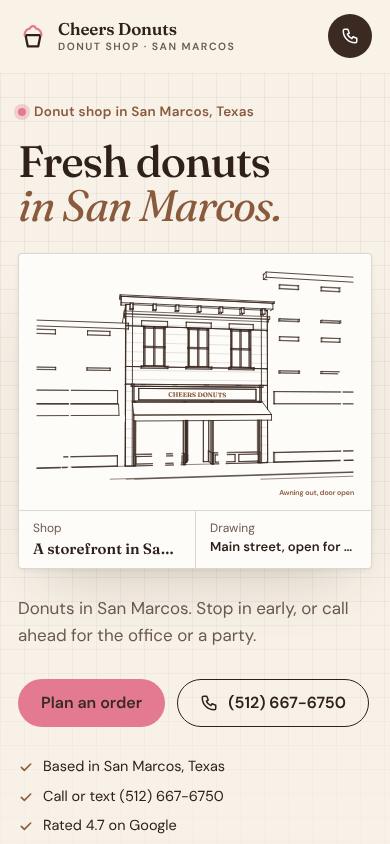 Cheers Donuts
DONUT SHOP · SAN MARCOS
Donut shop in San Marcos, Texas
Fresh donuts
in San Marcos.
CHEERS DONUTS
Awning out, door open
Shop
A storefront in Sa...
Drawing
Main street, open for ...
Donuts in San Marcos. Stop in early, or call
ahead for the office or a party.
Plan an order
(512) 667-6750
Based in San Marcos, Texas
Call or text (512) 667-6750
Rated 4.7 on Google